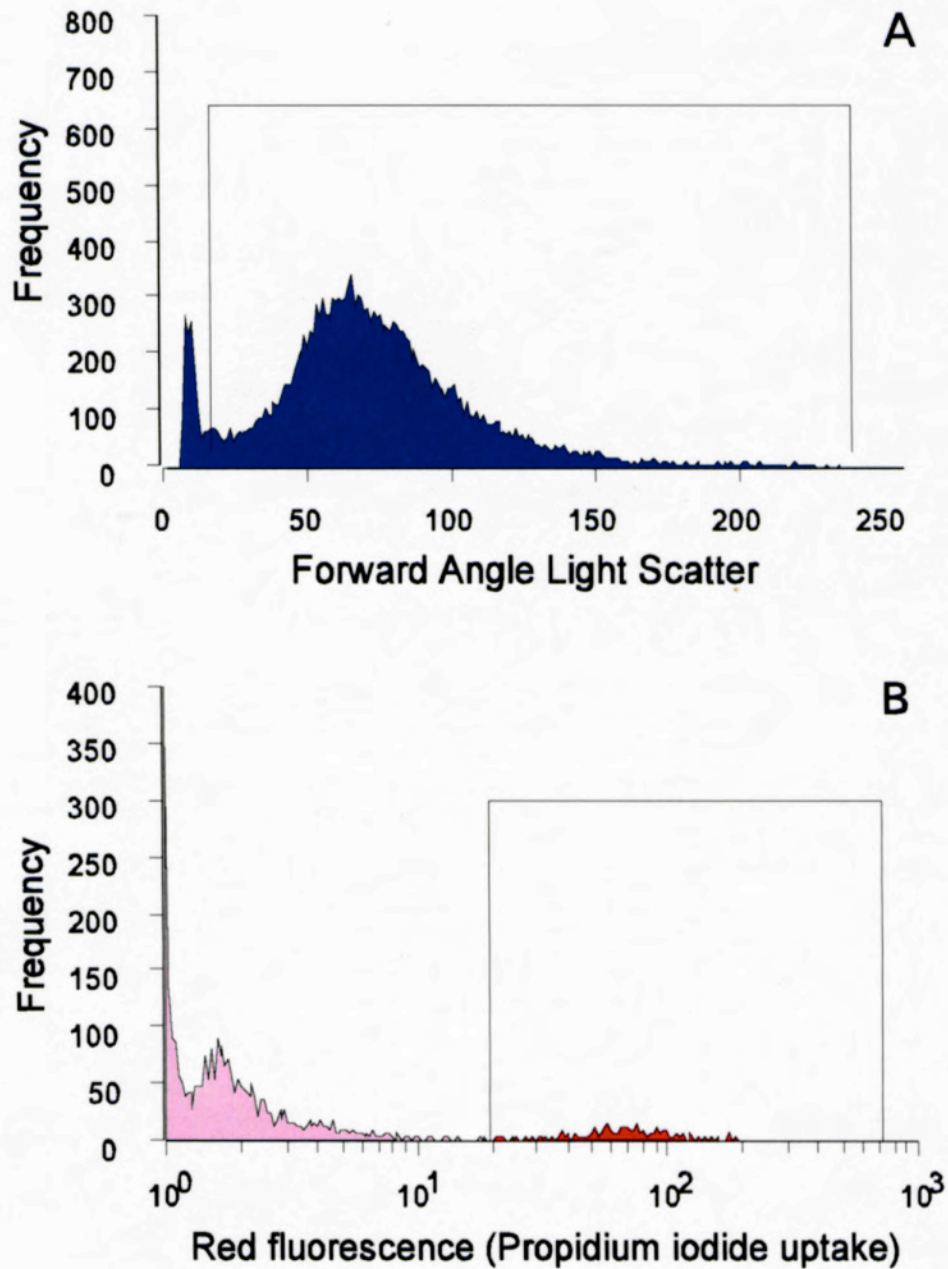 A
800
700
600
500
400
300
200
100
0
Frequency
0 50 100 150 200 250
Forward Angle Light Scatter
B
400
350
300
250
200
150
100
50
0
Frequency
10⁰ 10¹ 10² 10³
Red fluorescence (Propidium iodide uptake)